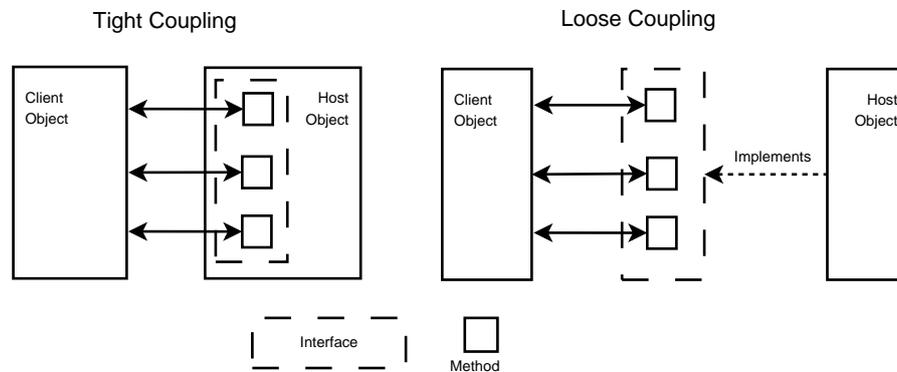 Tight Coupling
Loose Coupling
Client
Object
Host
Object
Client
Object
Implements
Host
Object
Interface
Method